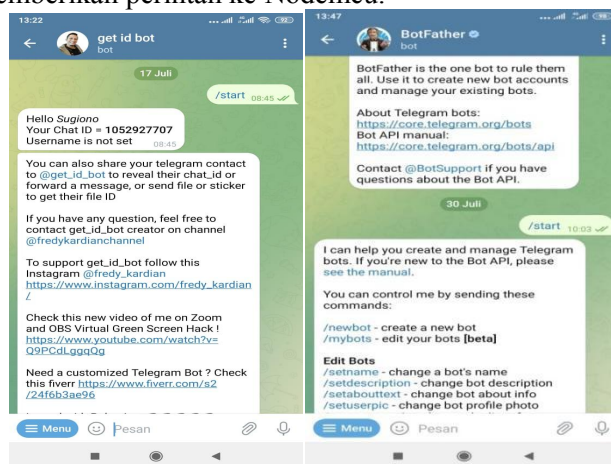 13:22
get id bot
bot
17 Juli
/start 08:45
Hello Sugiono
Your Chat ID = 1052927707
Username is not set 08:45
You can also share your telegram contact
to @get_id_bot to reveal their chat_id or
forward a message, or send file or sticker
to get their file ID
If you have any question, feel free to
contact get_id_bot creator on channel
@fredykardianchannel
To support get_id_bot follow this
Instagram @fredy_kardian
https://www.instagram.com/fredy_kardian
/
Check this new video of me on Zoom
and OBS Virtual Green Screen Hack !
https://www.youtube.com/watch?v=
Q9PCdLgqqQg
Need a customized Telegram Bot ? Check
this fiverr https://www.fiverr.com/s2
/24f6b3ae96
Menu
Pesan
13:47
BotFather
bot
BotFather is the one bot to rule them
all. Use it to create new bot accounts
and manage your existing bots.
About Telegram bots:
https://core.telegram.org/bots
Bot API manual:
https://core.telegram.org/bots/api
Contact @BotSupport if you have
questions about the Bot API.
30 Juli
/start 10:03
I can help you create and manage Telegram
bots. If you're new to the Bot API, please
see the manual.
You can control me by sending these
commands:
/newbot - create a new bot
/mybots - edit your bots [beta]
Edit Bots
/setname - change a bot's name
/setdescription - change bot description
/setabouttext - change bot about info
/setuserpic - change bot profile photo
Menu
Pesan